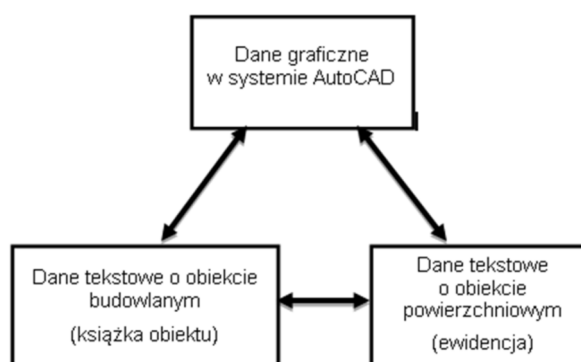 Dane graficzne
w systemie AutoCAD
Dane tekstowe o obiekcie
budowlanym
(książka obiektu)
Dane tekstowe
o obiekcie
powierzchniowym
(ewidencja)